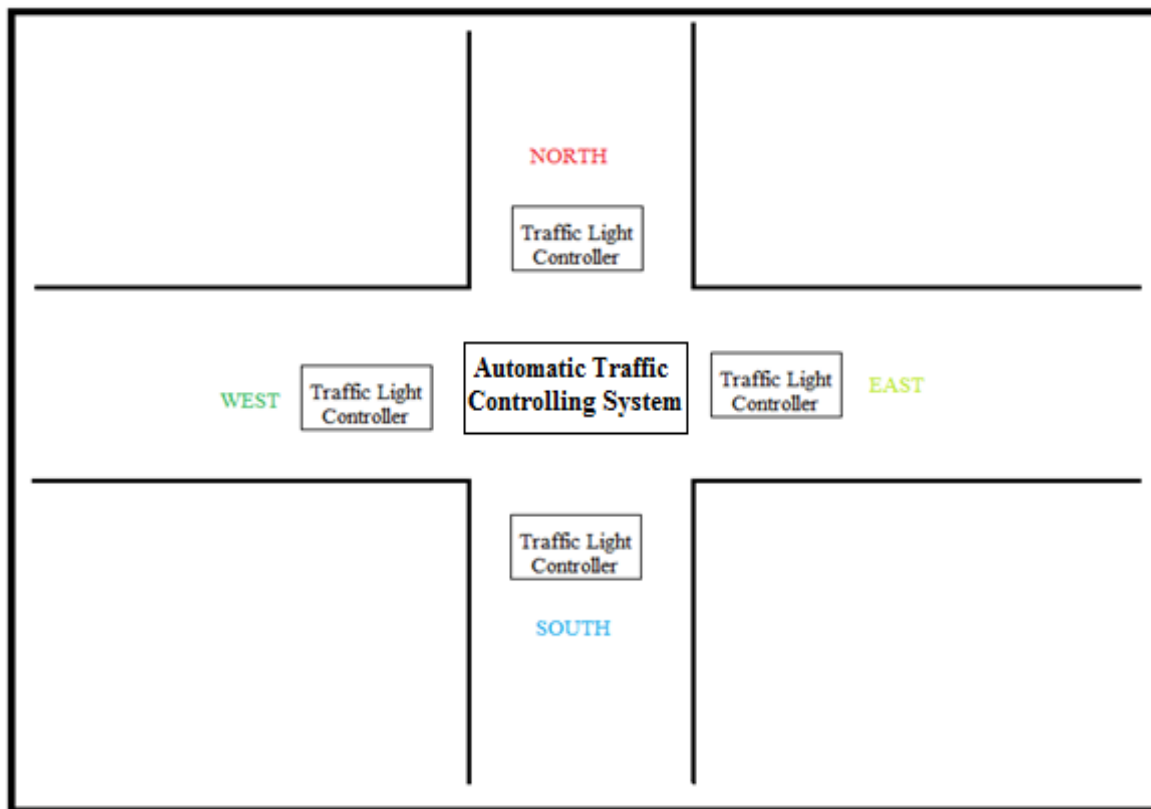 NORTH
Traffic Light
Controller
WEST
Traffic Light
Controller
Automatic Traffic
Controlling System
Traffic Light
Controller
EAST
Traffic Light
Controller
SOUTH